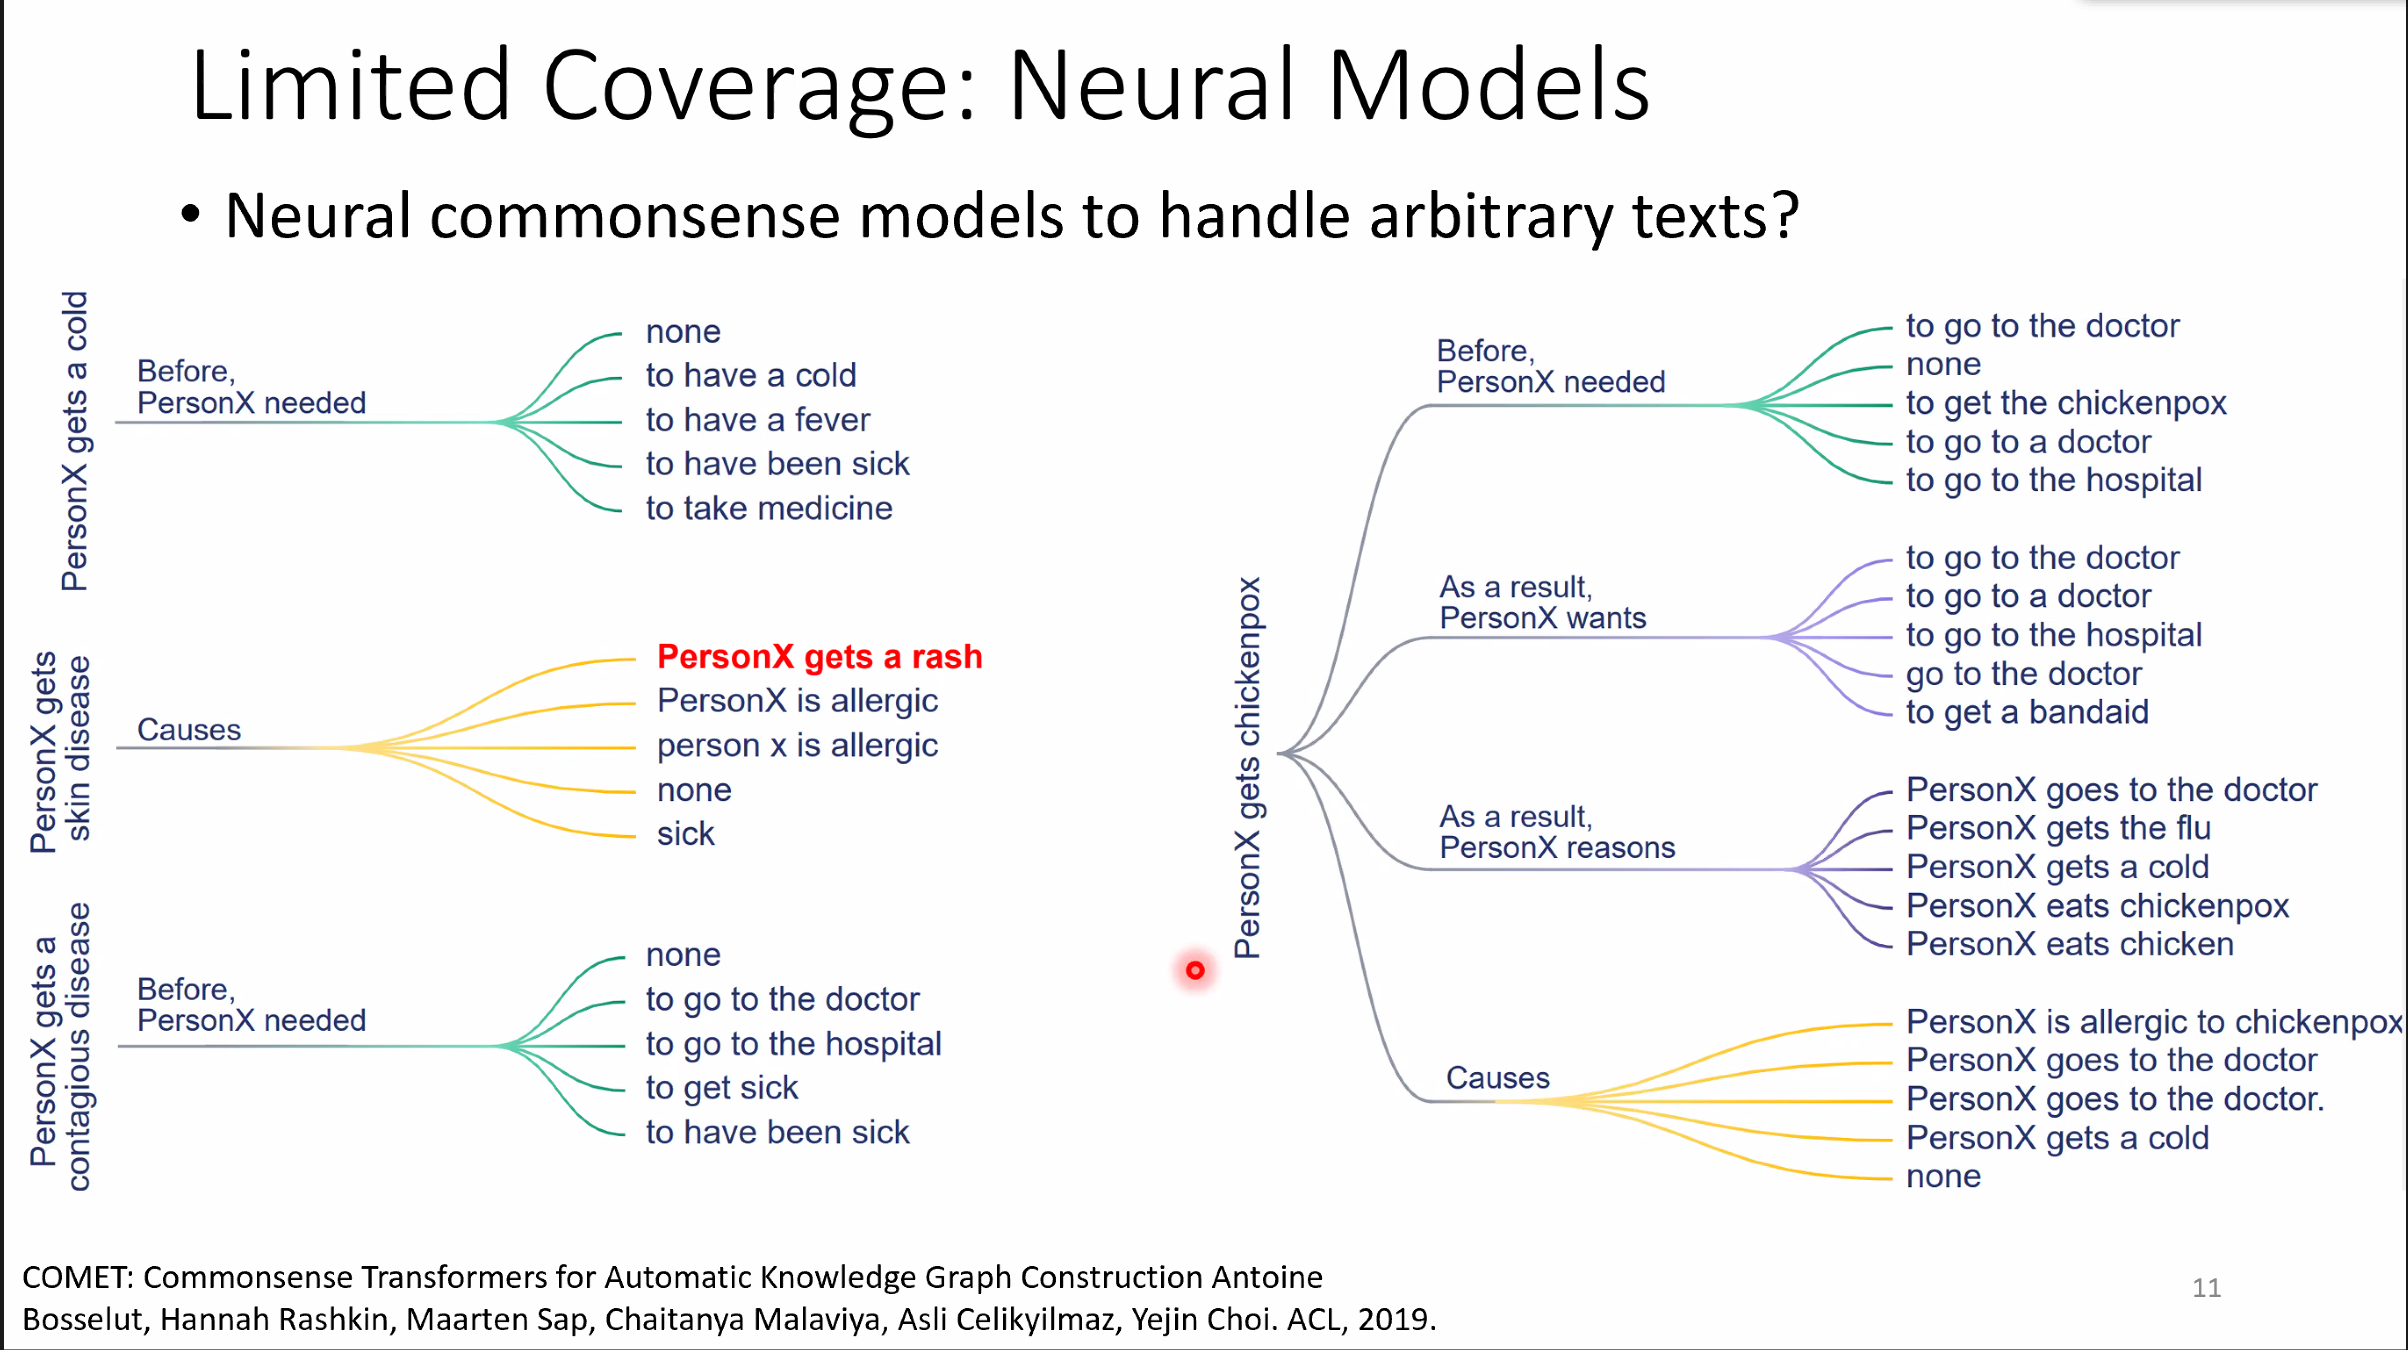 Limited Coverage: Neural Models
• Neural commonsense models to handle arbitrary texts?
PersonX gets a cold
Before,
PersonX needed
none
to have a cold
to have a fever
to have been sick
to take medicine
PersonX gets
skin disease
Causes
PersonX gets a rash
PersonX is allergic
person x is allergic
none
sick
PersonX gets a
contagious disease
Before,
PersonX needed
none
to go to the doctor
to go to the hospital
to get sick
to have been sick
PersonX gets chickenpox
Before,
PersonX needed
to go to the doctor
none
to get the chickenpox
to go to a doctor
to go to the hospital
As a result,
PersonX wants
to go to the doctor
to go to a doctor
to go to the hospital
go to the doctor
to get a bandaid
As a result,
PersonX reasons
PersonX goes to the doctor
PersonX gets the flu
PersonX gets a cold
PersonX eats chickenpox
PersonX eats chicken
Causes
PersonX is allergic to chickenpox
PersonX goes to the doctor
PersonX goes to the doctor.
PersonX gets a cold
none
COMET: Commonsense Transformers for Automatic Knowledge Graph Construction Antoine
Bosselut, Hannah Rashkin, Maarten Sap, Chaitanya Malaviya, Asli Celikyilmaz, Yejin Choi. ACL, 2019.
11